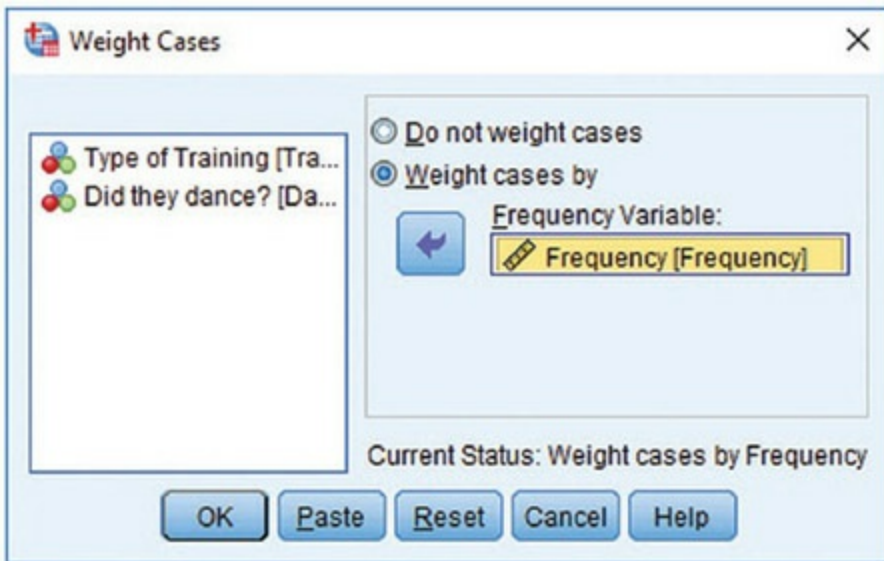 Weight Cases
Type of Training [Tra...
Did they dance? [Da...
Do not weight cases
Weight cases by
Frequency Variable:
Frequency [Frequency]
Current Status: Weight cases by Frequency
OK
Paste
Reset
Cancel
Help